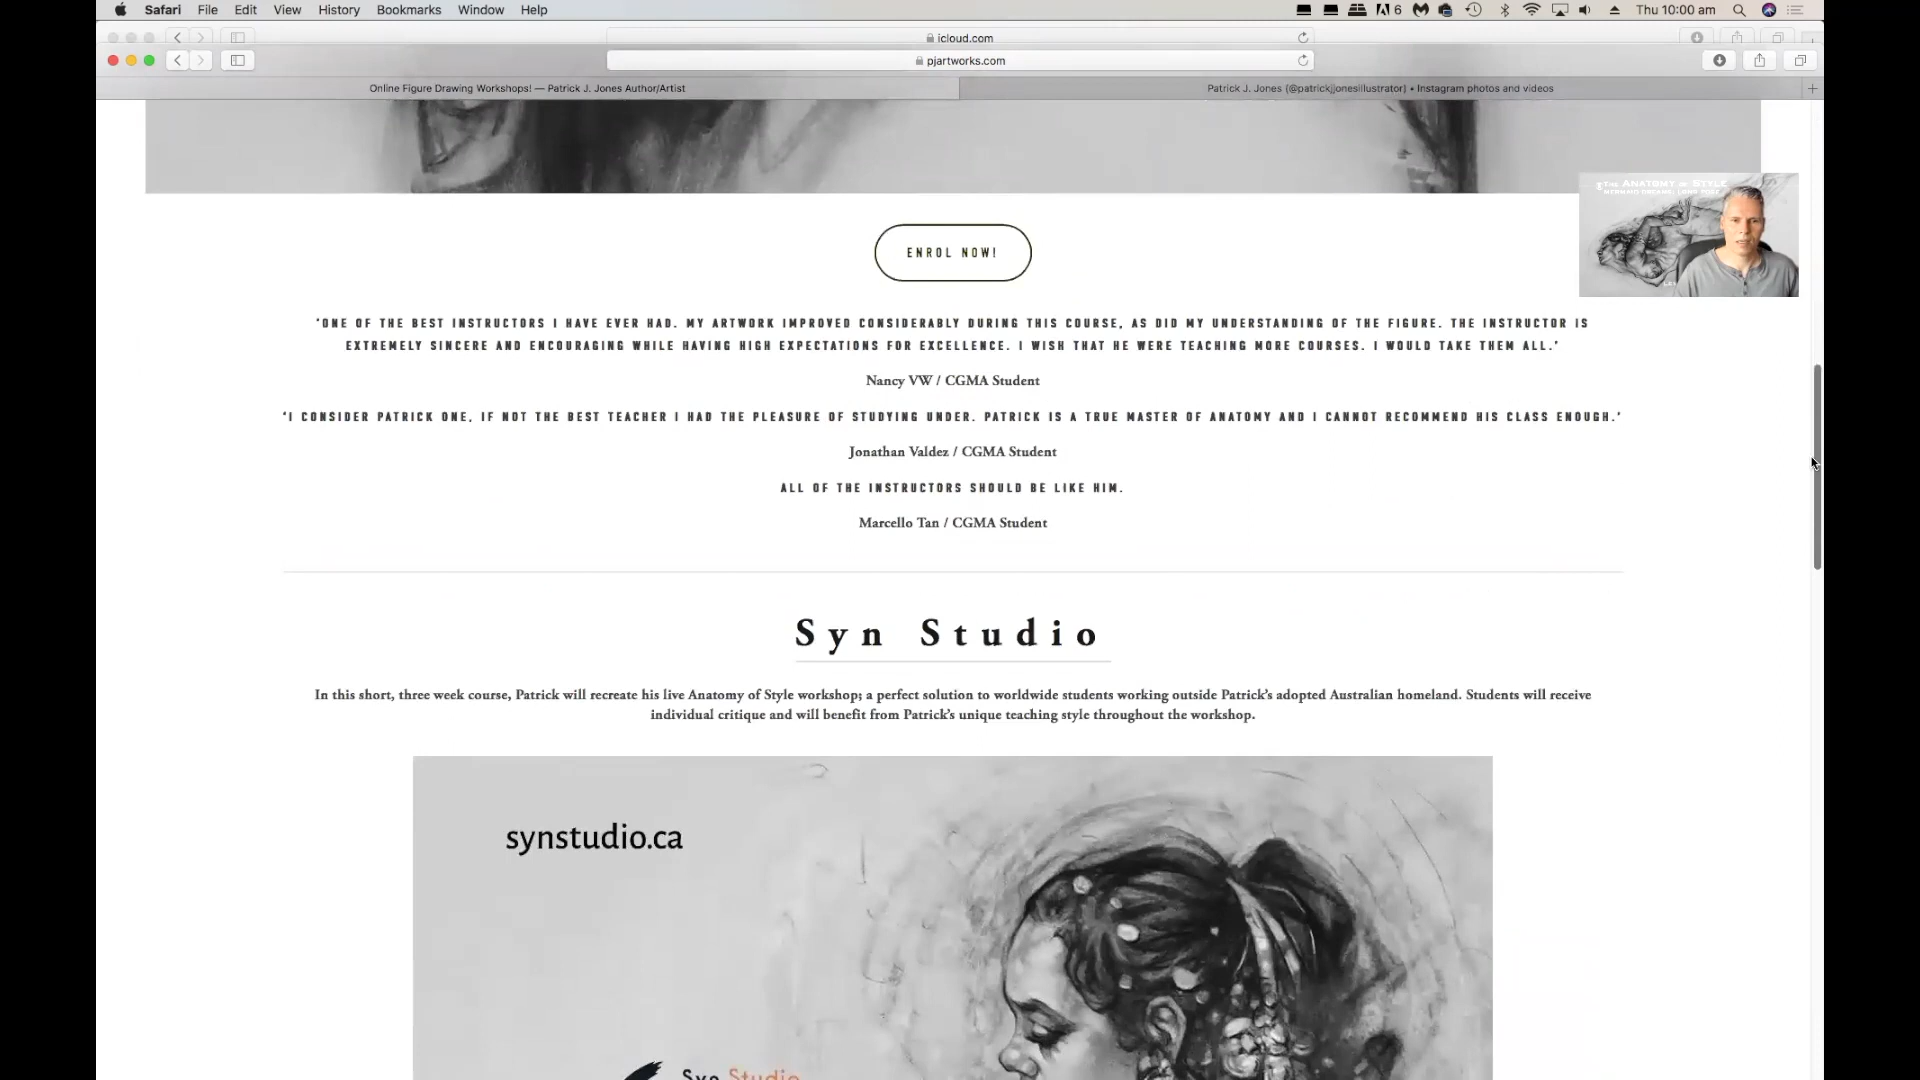 Safari File Edit View History Bookmarks Window Help
6 Thu 10:00 am
icloud.com
pjartworks.com
Online Figure Drawing Workshops! — Patrick J. Jones Author/Artist
Patrick J. Jones (@patrickjjonesillustrator) • Instagram photos and videos
THE ANATOMY OF STYLE
ENROL NOW!
'ONE OF THE BEST INSTRUCTORS I HAVE EVER HAD. MY ARTWORK IMPROVED CONSIDERABLY DURING THIS COURSE, AS DID MY UNDERSTANDING OF THE FIGURE. THE INSTRUCTOR IS
EXTREMELY SINCERE AND ENCOURAGING WHILE HAVING HIGH EXPECTATIONS FOR EXCELLENCE. I WISH THAT HE WERE TEACHING MORE COURSES. I WOULD TAKE THEM ALL.'
Nancy VW / CGMA Student
'I CONSIDER PATRICK ONE, IF NOT THE BEST TEACHER I HAD THE PLEASURE OF STUDYING UNDER. PATRICK IS A TRUE MASTER OF ANATOMY AND I CANNOT RECOMMEND HIS CLASS ENOUGH.'
Jonathan Valdez / CGMA Student
ALL OF THE INSTRUCTORS SHOULD BE LIKE HIM.
Marcello Tan / CGMA Student
Syn Studio
In this short, three week course, Patrick will recreate his live Anatomy of Style workshop; a perfect solution to worldwide students working outside Patrick's adopted Australian homeland. Students will receive
individual critique and will benefit from Patrick's unique teaching style throughout the workshop.
synstudio.ca
Syn Studio